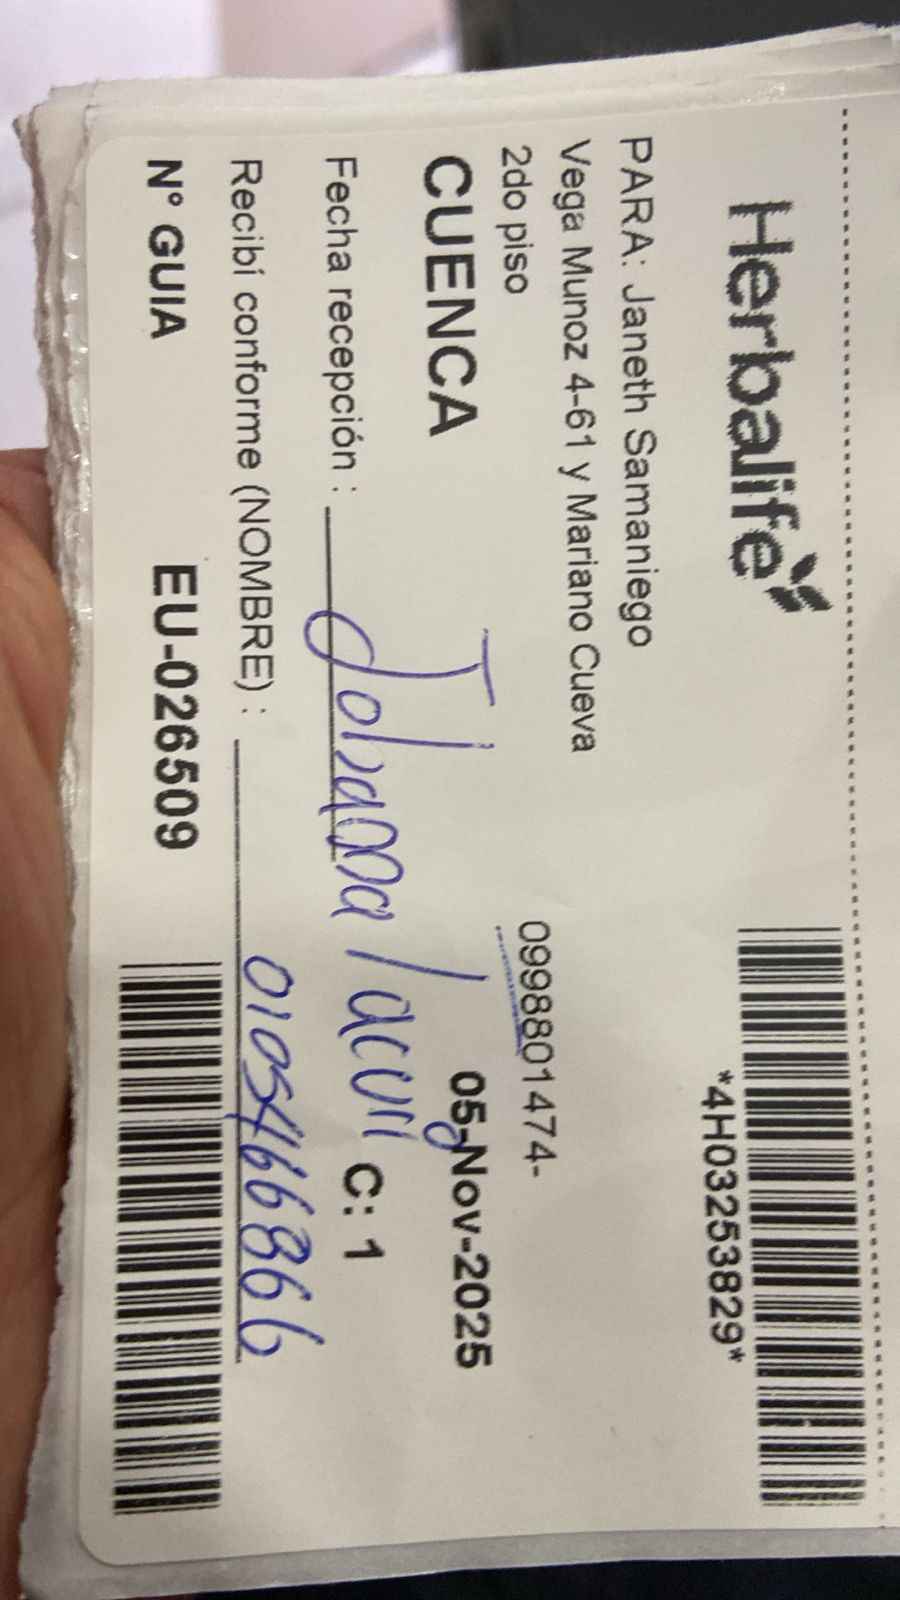 Herbalife
*4H03253829*
PARA: Janeth Samaniego
Vega Munoz 4-61 y Mariano Cueva
2do piso
0998801474-
CUENCA
05-Nov-2025
Fecha recepción : Johanna C: 1
Recibí conforme (NOMBRE) : 0105466866
N° GUIA EU-026509